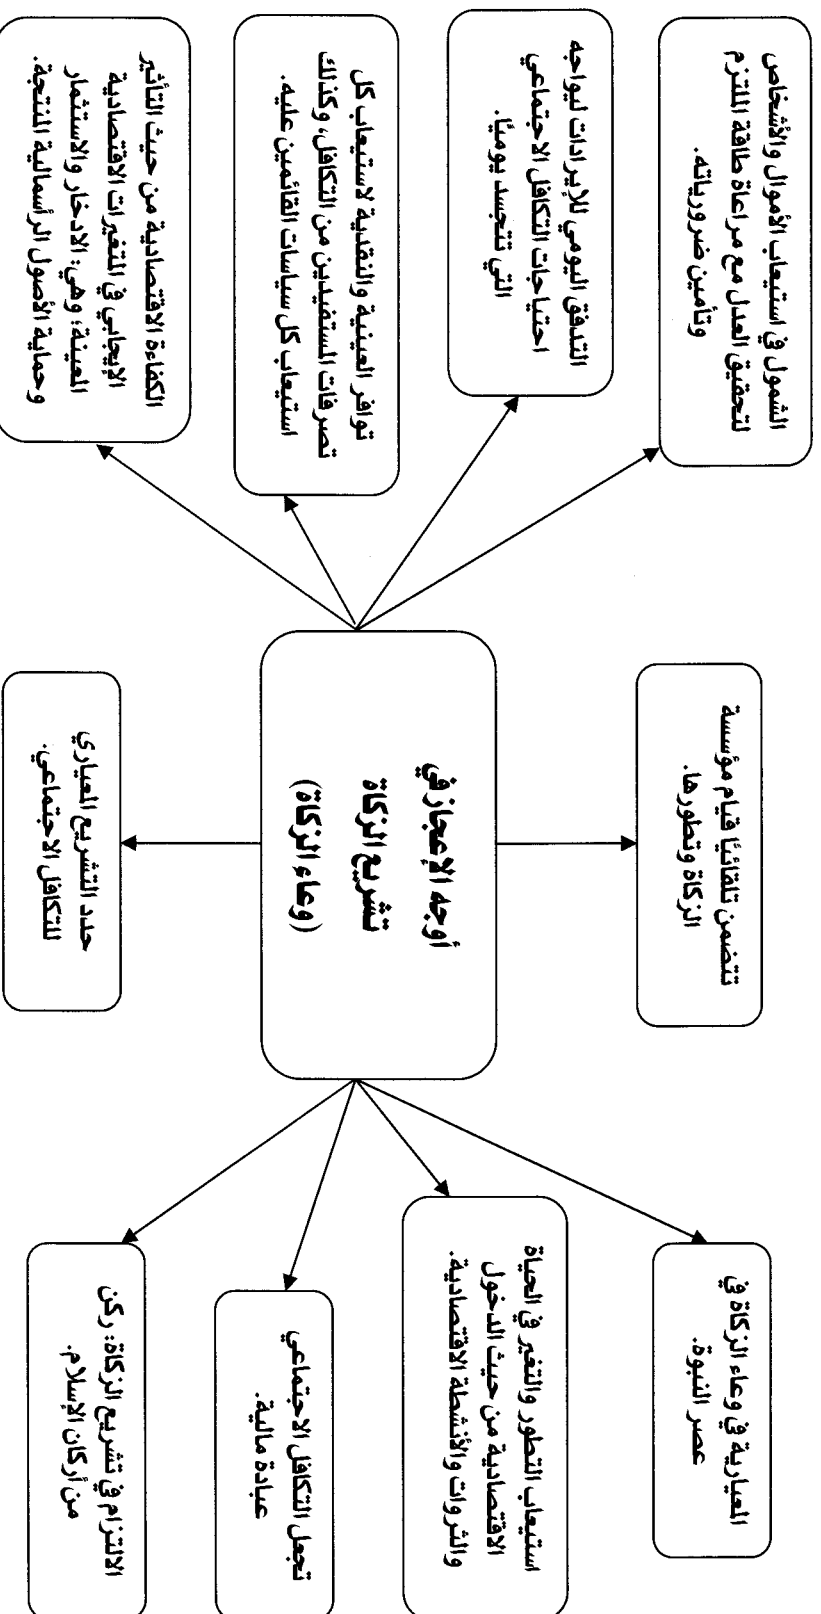 المعيارية في وعاء الزكاة في
عصر النبوة.
تتضمن تلقائيًا قيام مؤسسة
الزكاة وتطورها.
الشمول في استيعاب الأموال والأشخاص
لتحقيق العدل مع مراعاة طاقة الملتزم
وتأمين ضرورياته.
استيعاب التطور والتغير في الحياة
الاقتصادية من حيث الدخول
والثروات والأنشطة الاقتصادية.
التدفق اليومي للإيرادات ليواجه
احتياجات التكافل الاجتماعي
التي تتجسد يوميًا.
أوجه الإعجاز في
تشريع الزكاة
(وعاء الزكاة)
تجعل التكافل الاجتماعي
عبادة مالية.
توافر العينية والنقدية لاستيعاب كل
تصرفات المستفيدين من التكافل، وكذلك
استيعاب كل سياسات القائمين عليه.
الالتزام في تشريع الزكاة: ركن
من أركان الإسلام.
حدد التشريع المعياري
للتكافل الاجتماعي.
الكفاءة الاقتصادية من حيث التأثير
الإيجابي في المتغيرات الاقتصادية
المعينة؛ وهي: الادخار والاستثمار
وحماية الأصول الرأسمالية المنتجة.